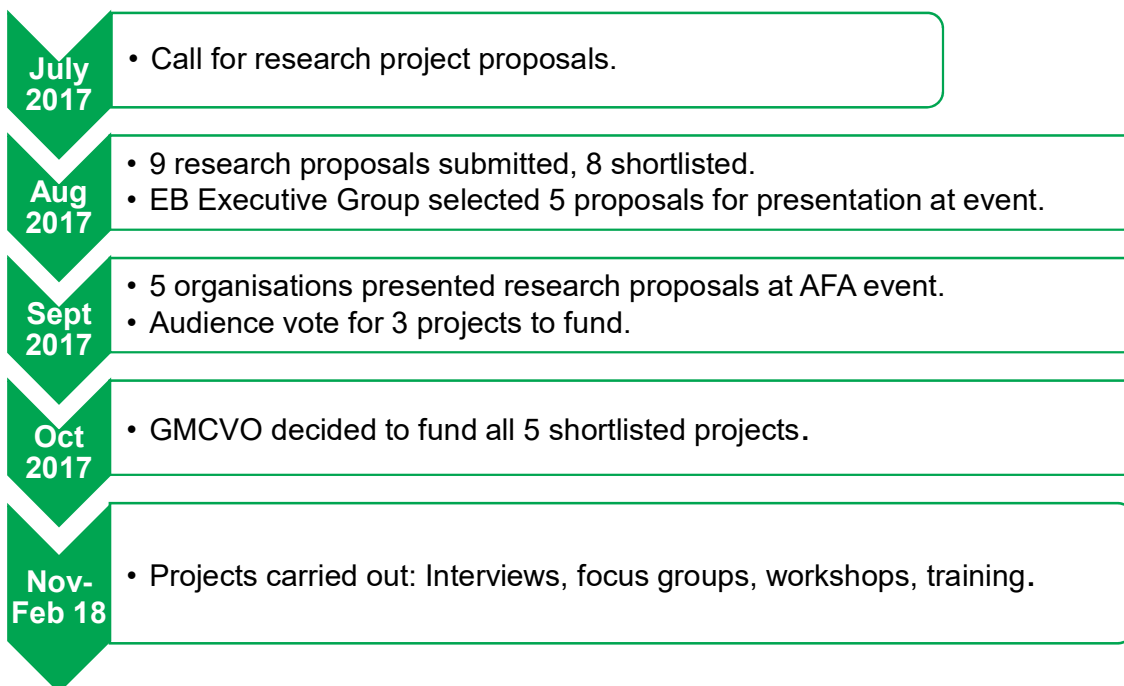 July
2017
• Call for research project proposals.
Aug
2017
• 9 research proposals submitted, 8 shortlisted.
• EB Executive Group selected 5 proposals for presentation at event.
Sept
2017
• 5 organisations presented research proposals at AFA event.
• Audience vote for 3 projects to fund.
Oct
2017
• GMCVO decided to fund all 5 shortlisted projects.
Nov-
Feb 18
• Projects carried out: Interviews, focus groups, workshops, training.